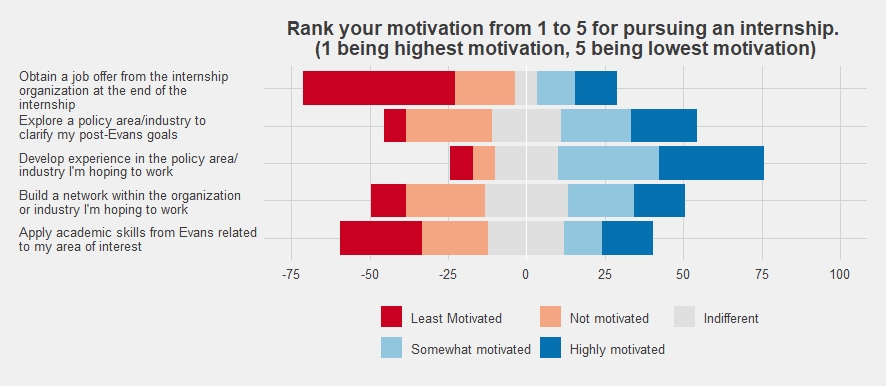 Rank your motivation from 1 to 5 for pursuing an internship.
(1 being highest motivation, 5 being lowest motivation)
Obtain a job offer from the internship
organization at the end of the
internship
Explore a policy area/industry to
clarify my post-Evans goals
Develop experience in the policy area/
industry I'm hoping to work
Build a network within the organization
or industry I'm hoping to work
Apply academic skills from Evans related
to my area of interest
-75 -50 -25 0 25 50 75 100
Least Motivated Not motivated Indifferent
Somewhat motivated Highly motivated